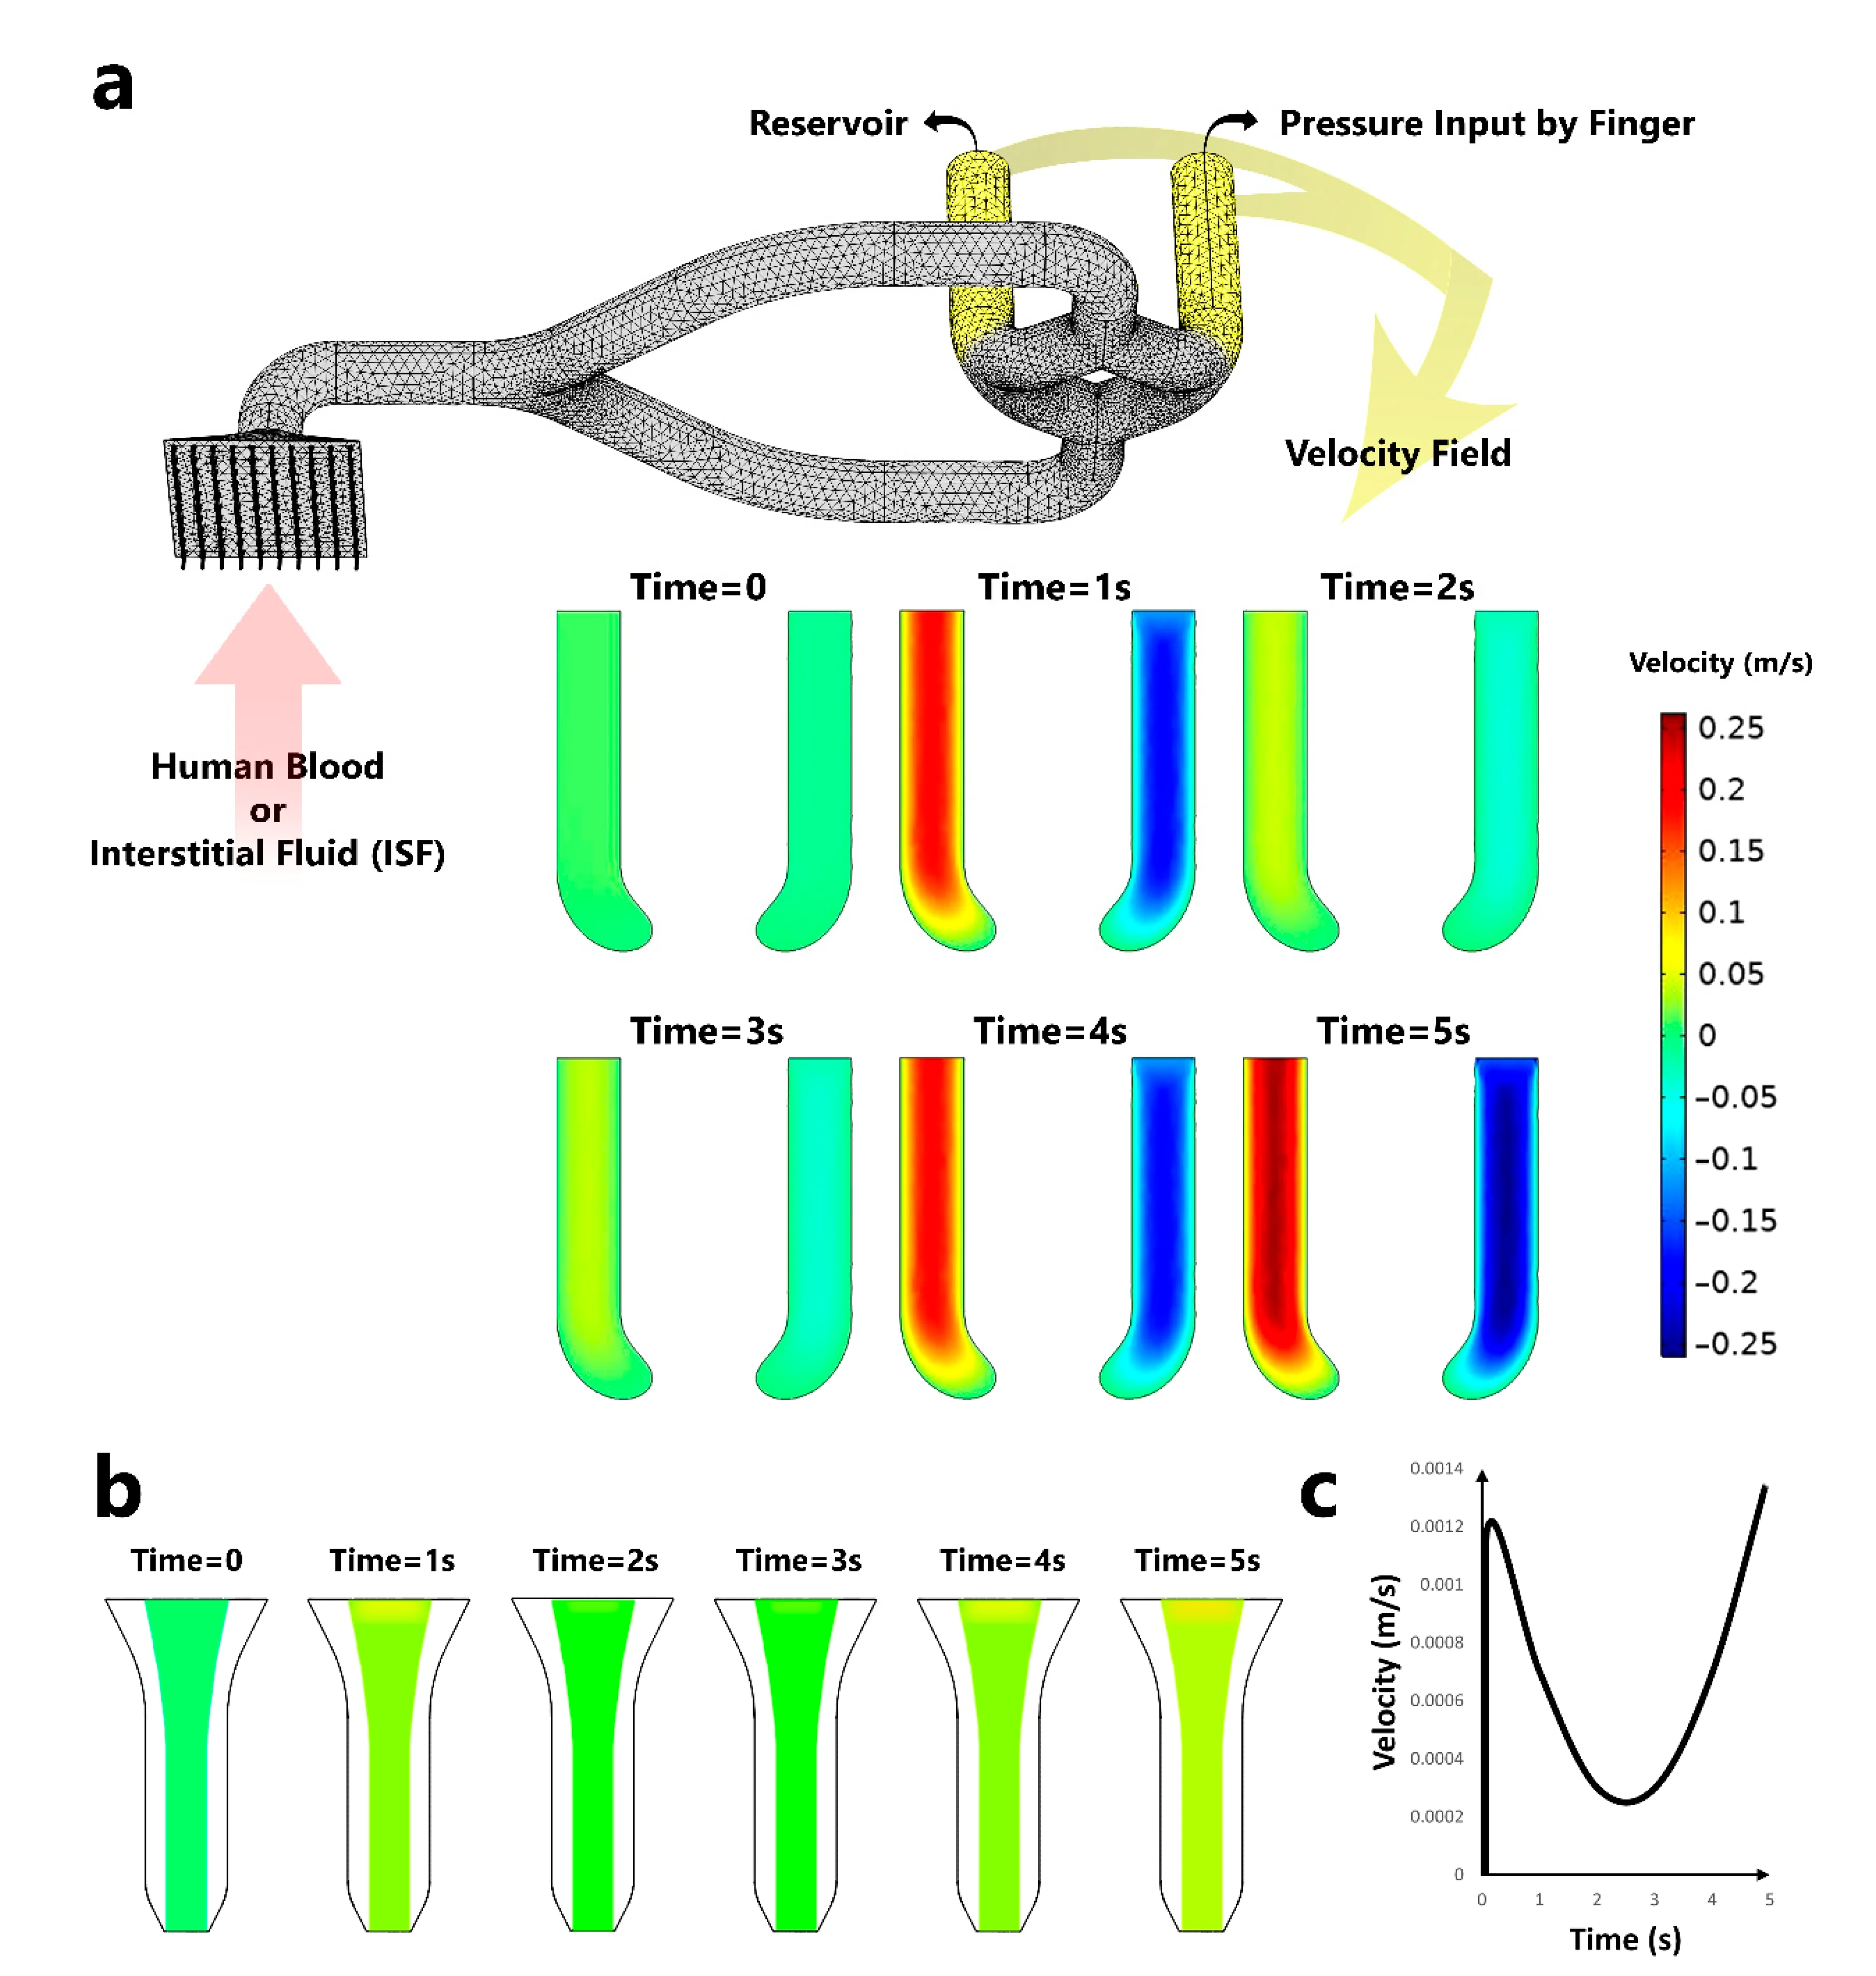 a
Reservoir
Pressure Input by Finger
Velocity Field
Human Blood
or
Interstitial Fluid (ISF)
Time=0
Time=1s
Time=2s
Time=3s
Time=4s
Time=5s
Velocity (m/s)
0.25
0.2
0.15
0.1
0.05
0
−0.05
−0.1
−0.15
−0.2
−0.25
b
Time=0
Time=1s
Time=2s
Time=3s
Time=4s
Time=5s
c
Velocity (m/s)
0.0014
0.0012
0.001
0.0008
0.0006
0.0004
0.0002
0
0 1 2 3 4 5
Time (s)